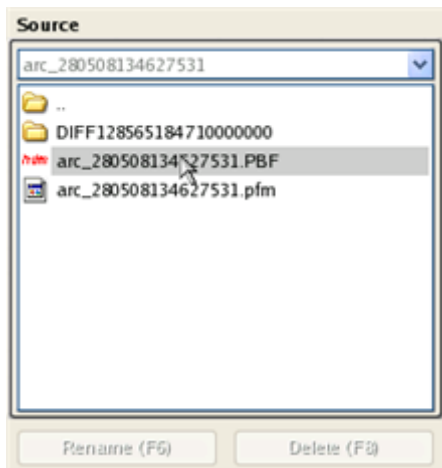 Source
arc_280508134627531
..
DIFF128565184710000000
arc_280508134627531.PBF
arc_280508134627531.pfm
Rename (F6) Delete (F8)